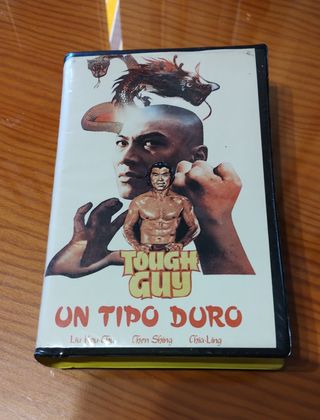 TOUGH
GUY
UN TIPO DURO
Chen Shing Chia-Ling